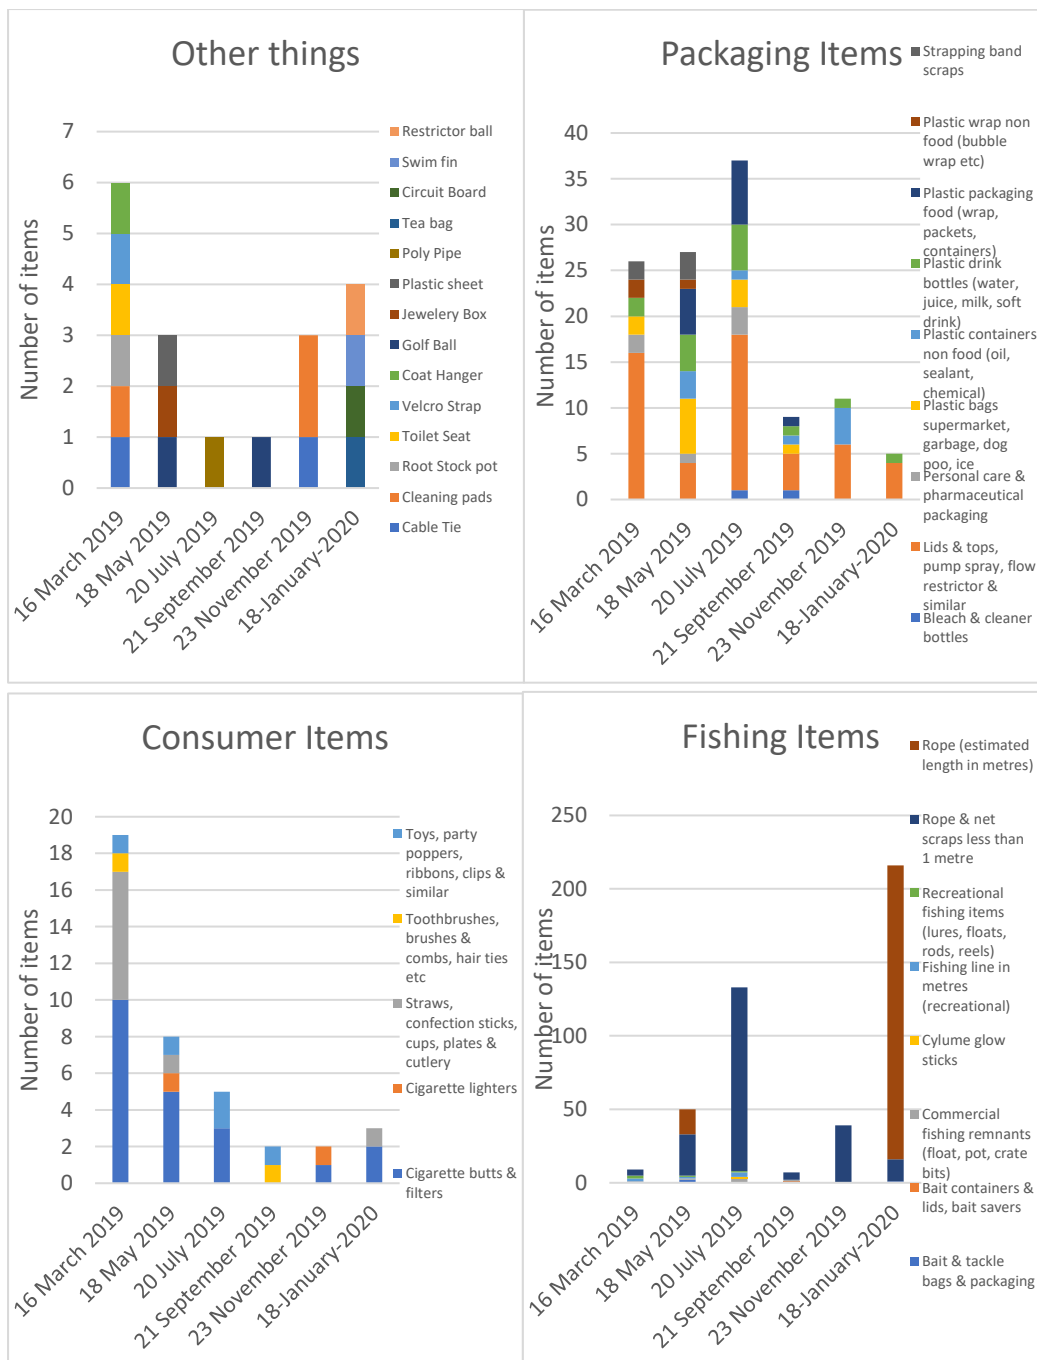 Other things
Number of items
7
6
5
4
3
2
1
0
16 March 2019
18 May 2019
20 July 2019
21 September 2019
23 November 2019
18-January-2020
Restrictor ball
Swim fin
Circuit Board
Tea bag
Poly Pipe
Plastic sheet
Jewelery Box
Golf Ball
Coat Hanger
Velcro Strap
Toilet Seat
Root Stock pot
Cleaning pads
Cable Tie
Packaging Items
Number of items
40
35
30
25
20
15
10
5
0
16 March 2019
18 May 2019
20 July 2019
21 September 2019
23 November 2019
18-January-2020
Strapping band
scraps
Plastic wrap non
food (bubble
wrap etc)
Plastic packaging
food (wrap,
packets,
containers)
Plastic drink
bottles (water,
juice, milk, soft
drink)
Plastic containers
non food (oil,
sealant,
chemical)
Plastic bags
supermarket,
garbage, dog
poo, ice
Personal care &
pharmaceutical
packaging
Lids & tops,
pump spray, flow
restrictor &
similar
Bleach & cleaner
bottles
Consumer Items
Number of items
20
18
16
14
12
10
8
6
4
2
0
16 March 2019
18 May 2019
20 July 2019
21 September 2019
23 November 2019
18-January-2020
Toys, party
poppers,
ribbons, clips &
similar
Toothbrushes,
brushes &
combs, hair ties
etc
Straws,
confection sticks,
cups, plates &
cutlery
Cigarette lighters
Cigarette butts &
filters
Fishing Items
Number of items
250
200
150
100
50
0
16 March 2019
18 May 2019
20 July 2019
21 September 2019
23 November 2019
18-January-2020
Rope (estimated
length in metres)
Rope & net
scraps less than
1 metre
Recreational
fishing items
(lures, floats,
rods, reels)
Fishing line in
metres
(recreational)
Cylume glow
sticks
Commercial
fishing remnants
(float, pot, crate
bits)
Bait containers &
lids, bait savers
Bait & tackle
bags & packaging